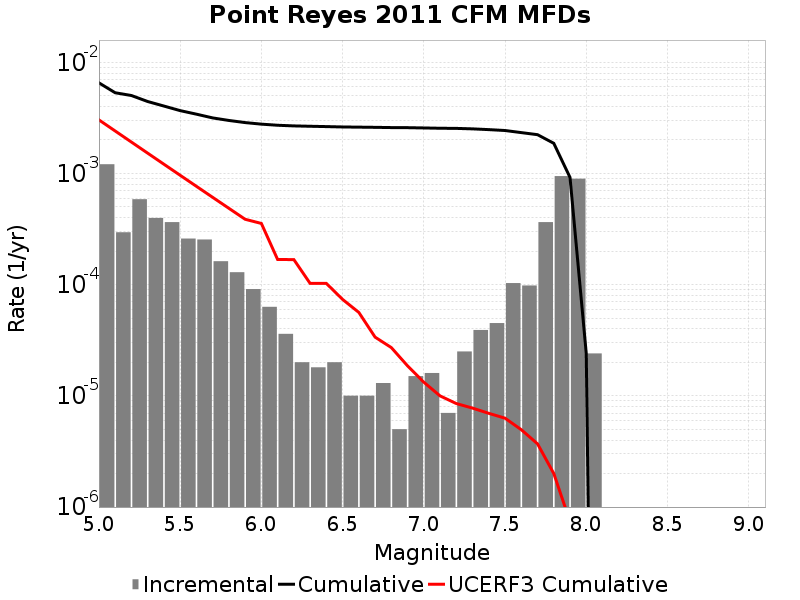 Point Reyes 2011 CFM MFDs
Rate (1/yr)
10-2
10-3
10-4
10-5
10-6
5.0 5.5 6.0 6.5 7.0 7.5 8.0 8.5 9.0
Magnitude
Incremental Cumulative UCERF3 Cumulative